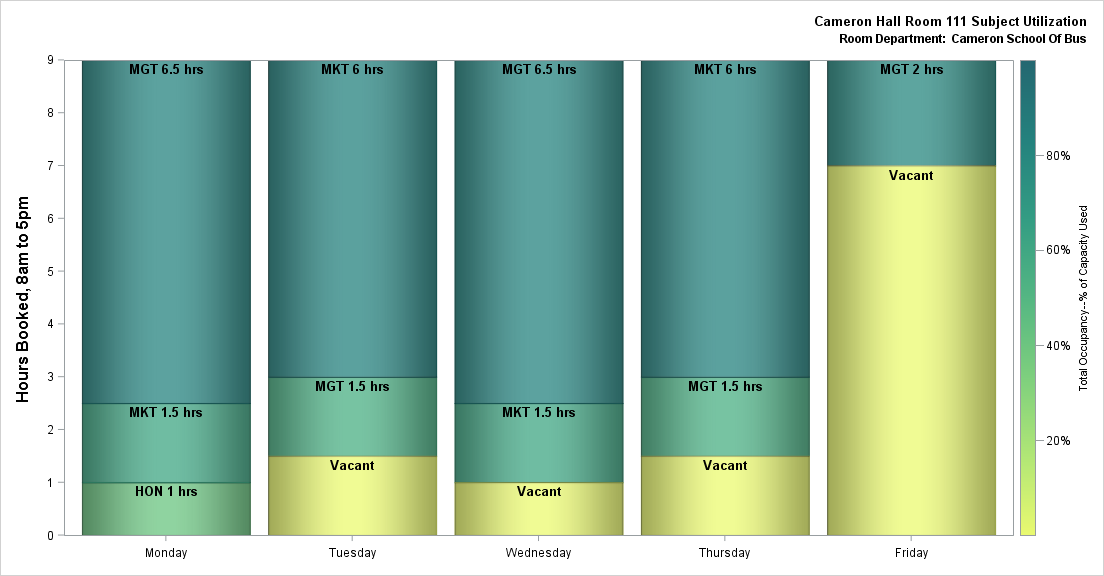 Cameron Hall Room 111 Subject Utilization
Room Department: Cameron School Of Bus
Hours Booked, 8am to 5pm
9
8
7
6
5
4
3
2
1
0
MGT 6.5 hrs
MKT 1.5 hrs
HON 1 hrs
MKT 6 hrs
MGT 1.5 hrs
Vacant
MGT 6.5 hrs
MKT 1.5 hrs
Vacant
MKT 6 hrs
MGT 1.5 hrs
Vacant
MGT 2 hrs
Vacant
Monday
Tuesday
Wednesday
Thursday
Friday
80%
60%
40%
20%
Total Occupancy--% of Capacity Used